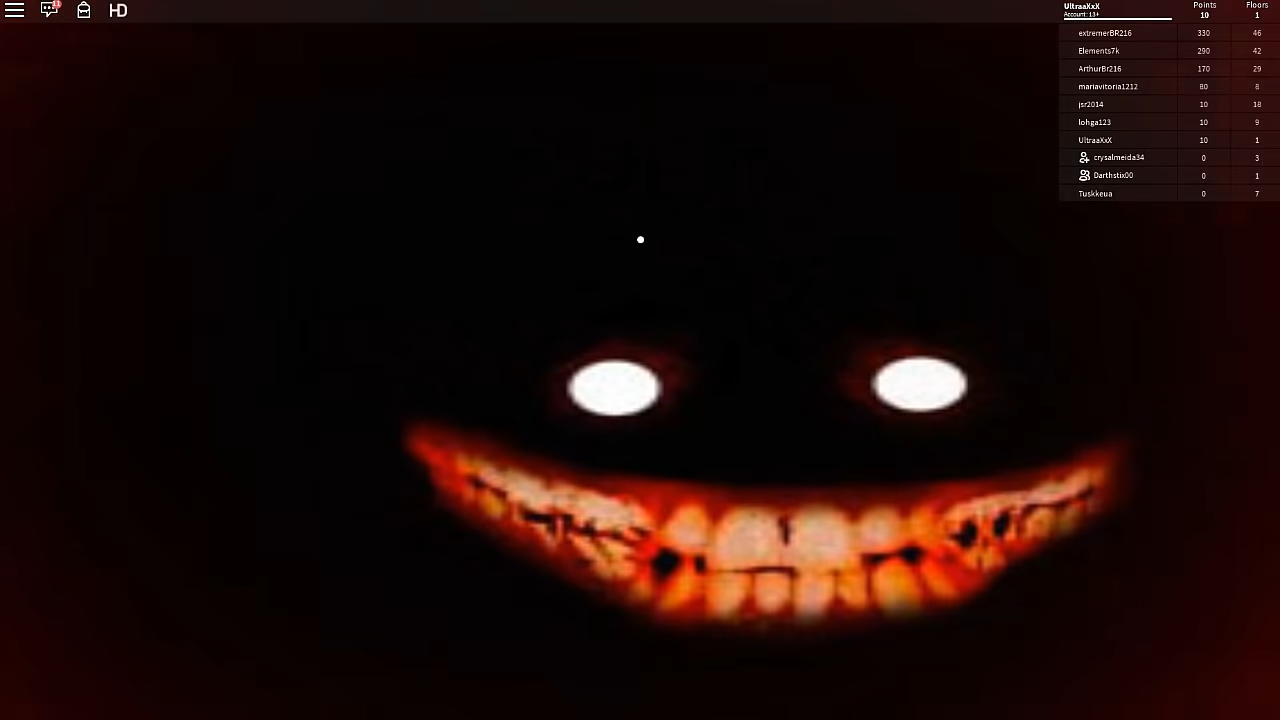 11
HD
UltraaXxX Points Floors
Account: 13+ 10 1
extremerBR216 330 46
Elements7k 290 42
ArthurBr216 170 29
mariavitoria1212 80 8
jsr2014 10 18
lohga123 10 9
UltraaXxX 10 1
crysalmeida34 0 3
Darthstix00 0 1
Tuskkeua 0 7